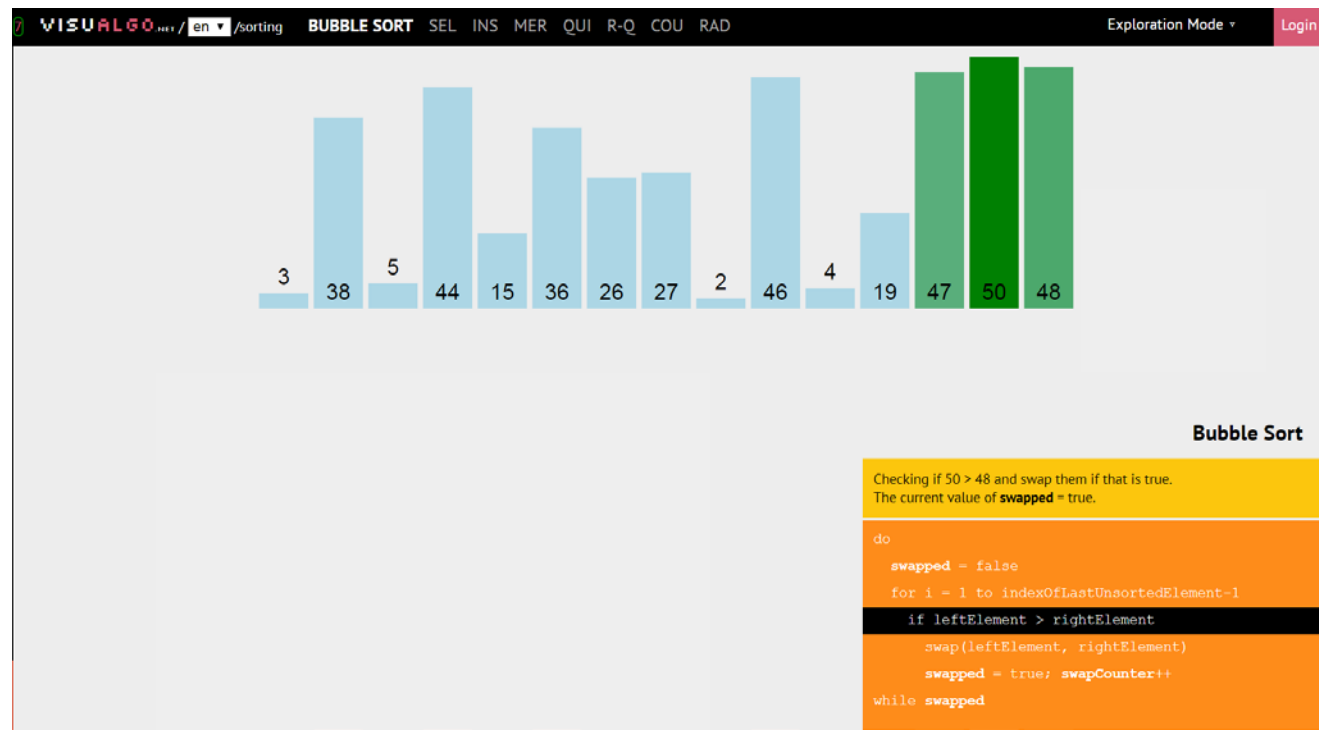 7 VISUALGO.NET / en ▾ /sorting BUBBLE SORT SEL INS MER QUI R-Q COU RAD Exploration Mode ▾ Login
3 38 5 44 15 36 26 27 2 46 4 19 47 50 48
Bubble Sort
Checking if 50 > 48 and swap them if that is true.
The current value of swapped = true.
do
swapped = false
for i = 1 to indexOfLastUnsortedElement-1
if leftElement > rightElement
swap(leftElement, rightElement)
swapped = true; swapCounter++
while swapped